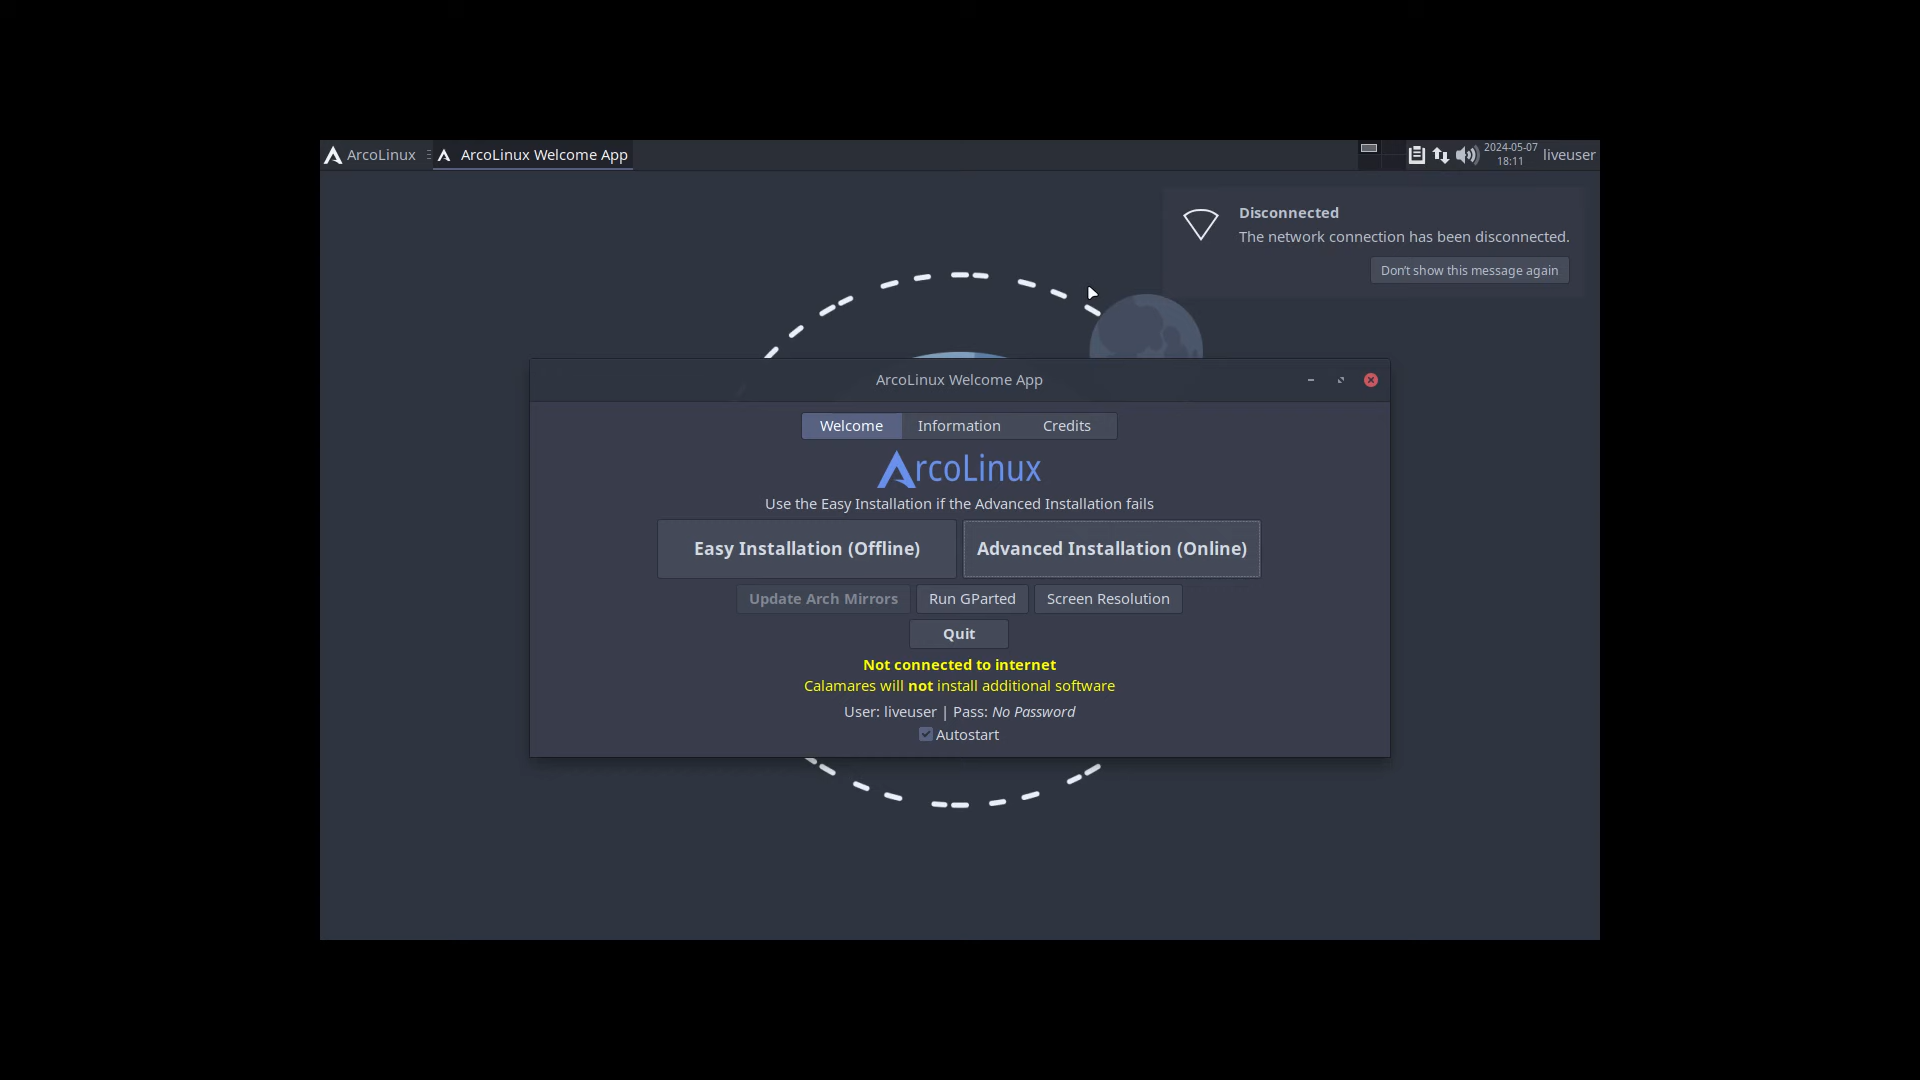 ArcoLinux
ArcoLinux Welcome App
2024-05-07
18:11
liveuser
Disconnected
The network connection has been disconnected.
Don't show this message again
ArcoLinux Welcome App
Welcome
Information
Credits
ArcoLinux
Use the Easy Installation if the Advanced Installation fails
Easy Installation (Offline)
Advanced Installation (Online)
Update Arch Mirrors
Run GParted
Screen Resolution
Quit
Not connected to internet
Calamares will not install additional software
User: liveuser | Pass: No Password
Autostart